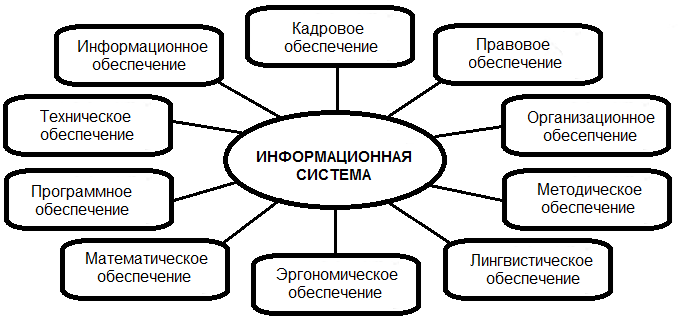 Кадровое
обеспечение
Информационное
обеспечение
Правовое
обеспечение
Техническое
обеспечение
Организационное
обесепчение
ИНФОРМАЦИОННАЯ
СИСТЕМА
Программное
обеспечение
Методическое
обеспечение
Математическое
обеспечение
Эргономическое
обеспечение
Лингвистическое
обеспечение